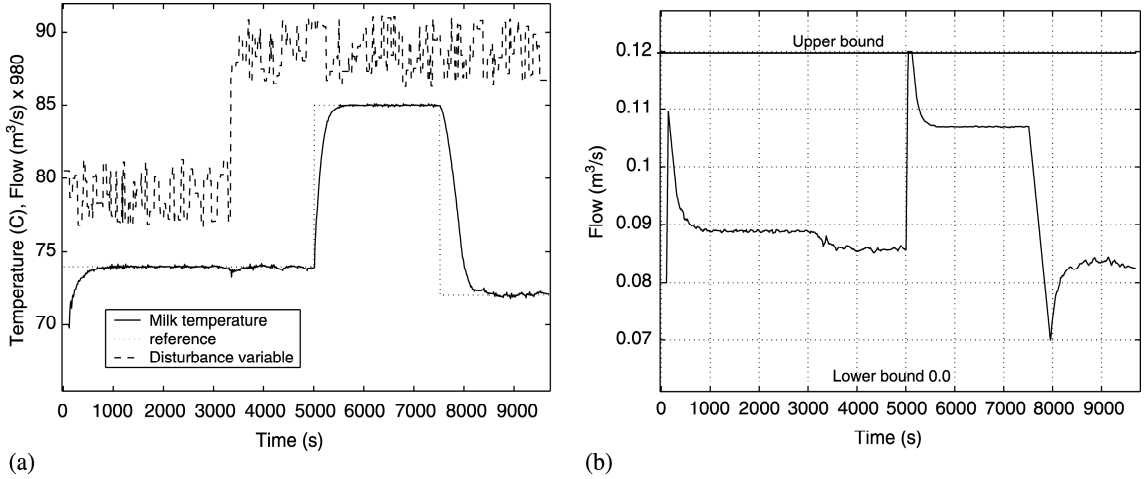 90
85
80
75
70
Temperature (C), Flow (m³/s) x 980
Milk temperature
reference
Disturbance variable
0 1000 2000 3000 4000 5000 6000 7000 8000 9000
Time (s)
(a)
0.12
0.11
0.1
0.09
0.08
0.07
Flow (m³/s)
Upper bound
Lower bound 0.0
0 1000 2000 3000 4000 5000 6000 7000 8000 9000
Time (s)
(b)